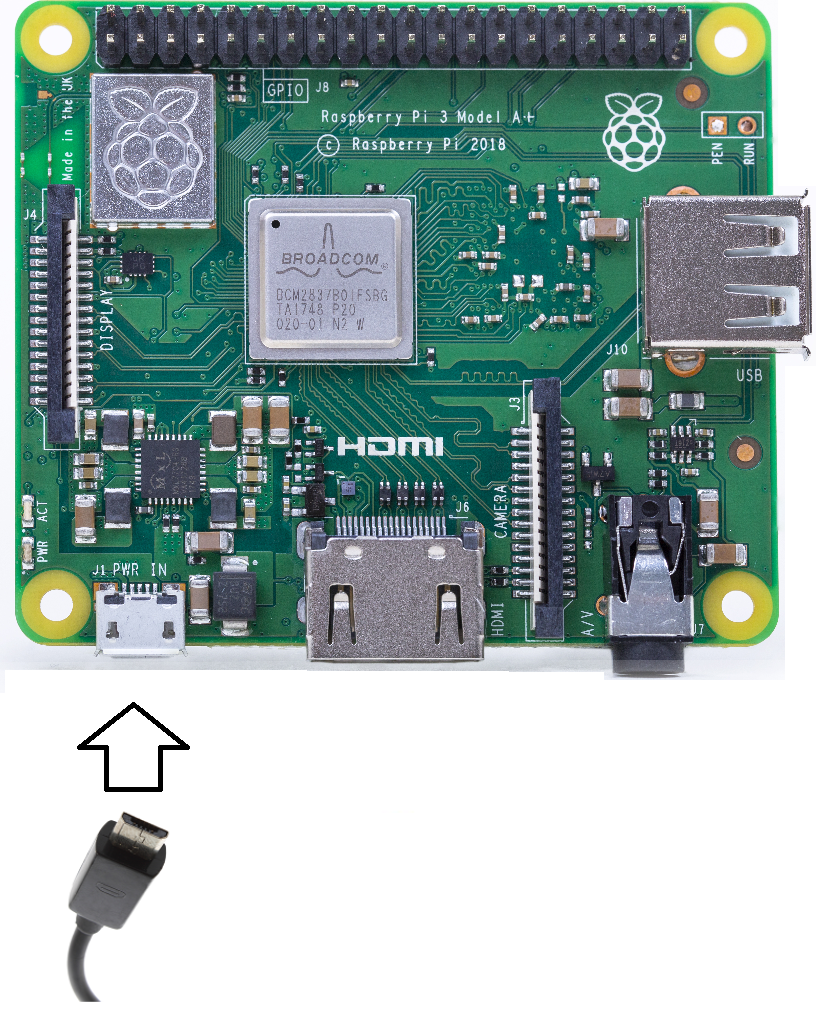 GPIO J8
Raspberry Pi 3 Model A+
© Raspberry Pi 2018
Made in the UK
PEN
RUN
J4
DISPLAY
BROADCOM®
BCM2837B0IFSBG
TA1748 P20
020-01 N2 W
J10
USB
J3
HDMI
CAMERA
J6
ACT
PWR
J1 PWR IN
HDMI
A/V
J7